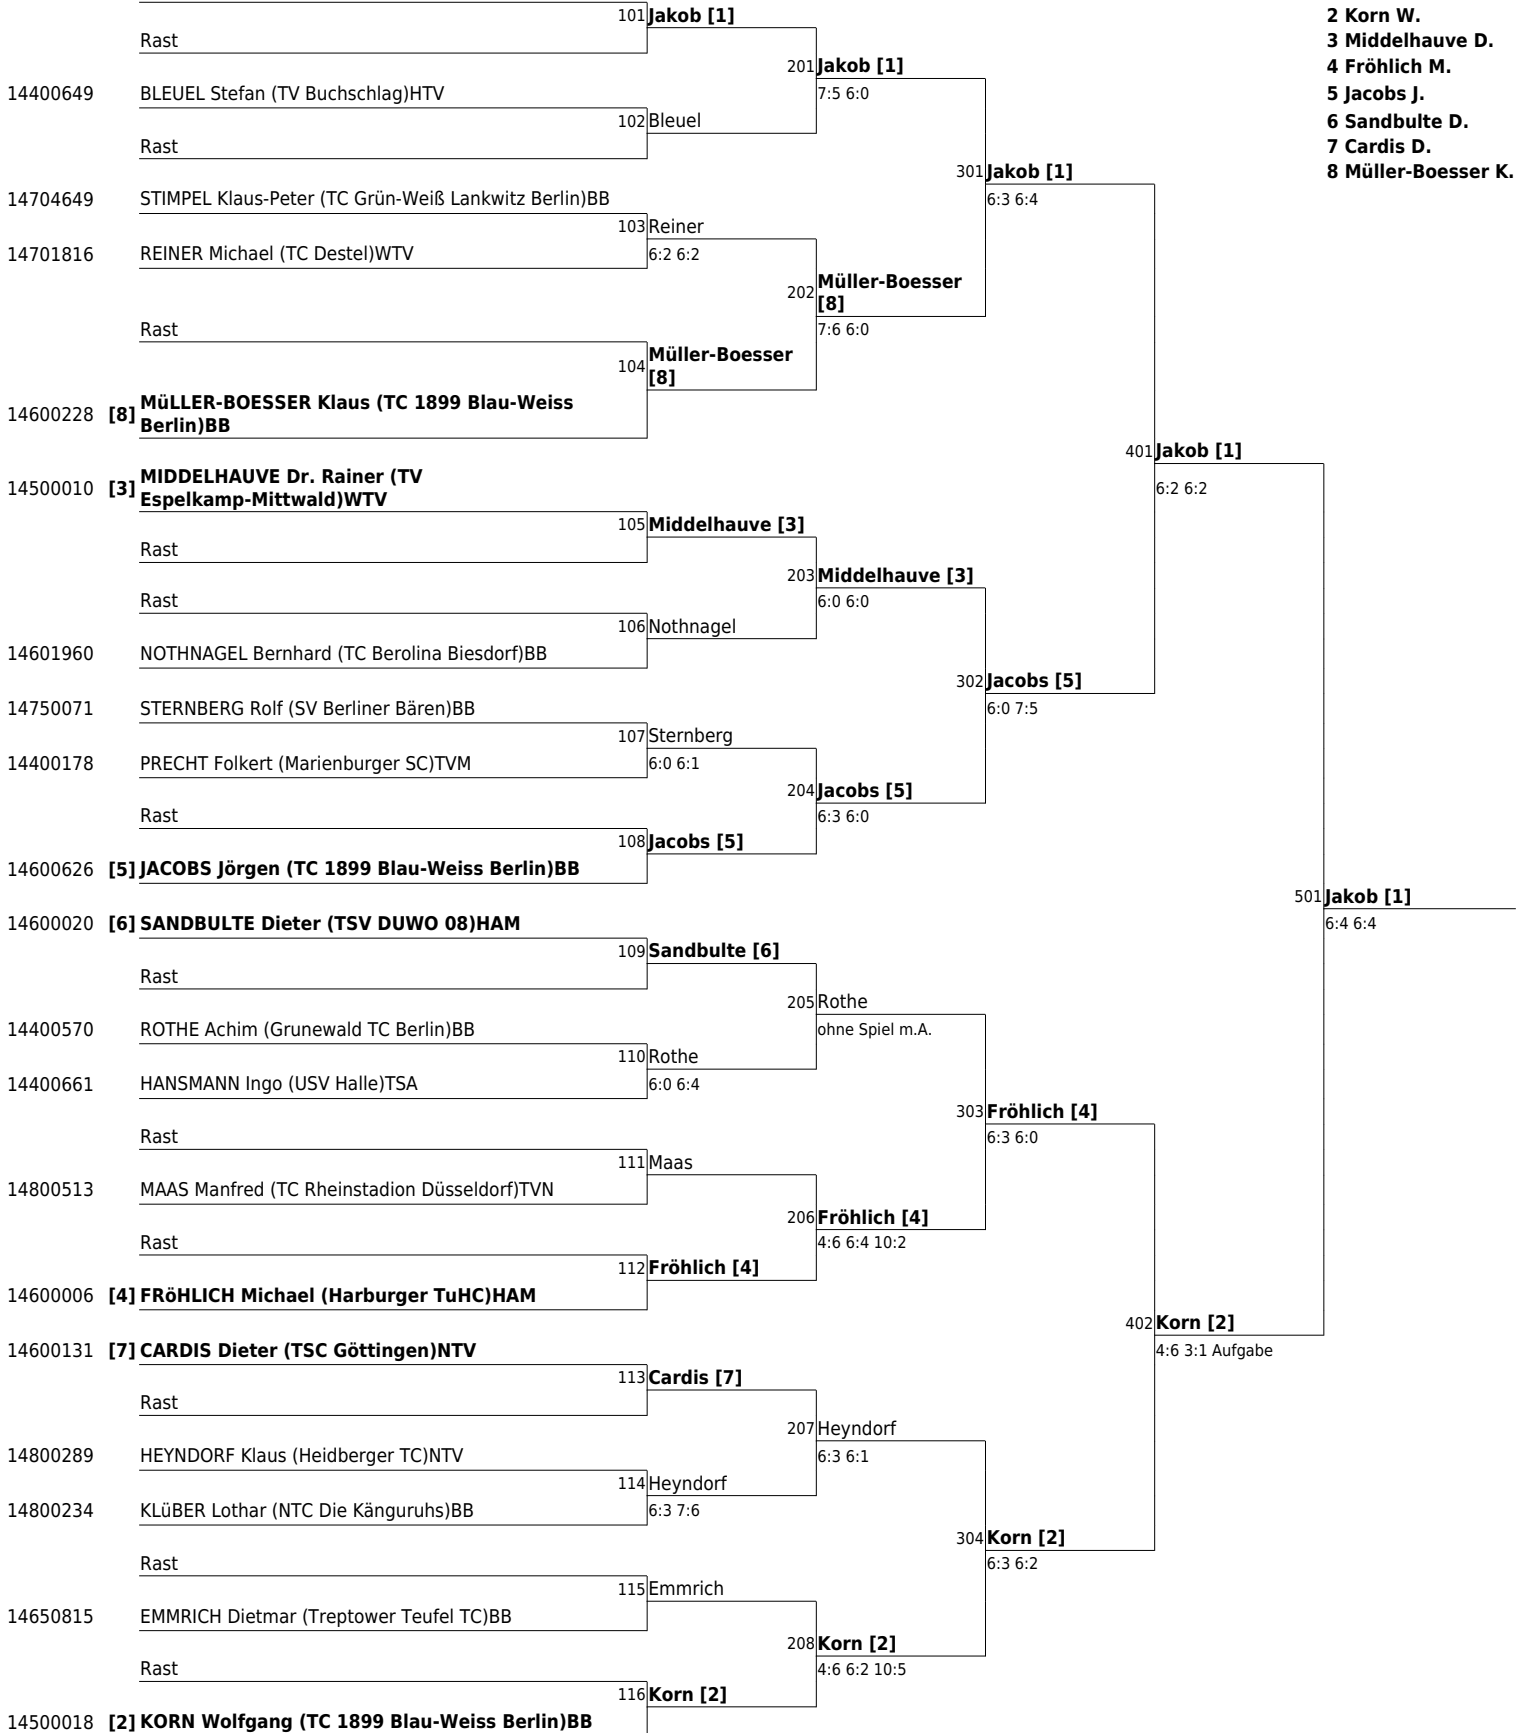 101 Jakob [1]
2 Korn W.
Rast
3 Middelhauve D.
201 Jakob [1]
4 Fröhlich M.
14400649 BLEUEL Stefan (TV Buchschlag)HTV
7:5 6:0
5 Jacobs J.
102 Bleuel
6 Sandbulte D.
Rast
7 Cardis D.
301 Jakob [1]
8 Müller-Boesser K.
14704649 STIMPEL Klaus-Peter (TC Grün-Weiß Lankwitz Berlin)BB
6:3 6:4
103 Reiner
14701816 REINER Michael (TC Destel)WTV
6:2 6:2
202 Müller-Boesser
[8]
Rast
7:6 6:0
104 Müller-Boesser
[8]
14600228 [8] MüLLER-BOESSER Klaus (TC 1899 Blau-Weiss
Berlin)BB
401 Jakob [1]
14500010 [3] MIDDELHAUVE Dr. Rainer (TV
Espelkamp-Mittwald)WTV
6:2 6:2
105 Middelhauve [3]
Rast
203 Middelhauve [3]
Rast
6:0 6:0
106 Nothnagel
14601960 NOTHNAGEL Bernhard (TC Berolina Biesdorf)BB
302 Jacobs [5]
14750071 STERNBERG Rolf (SV Berliner Bären)BB
6:0 7:5
107 Sternberg
14400178 PRECHT Folkert (Marienburger SC)TVM
6:0 6:1
204 Jacobs [5]
Rast
6:3 6:0
108 Jacobs [5]
14600626 [5] JACOBS Jörgen (TC 1899 Blau-Weiss Berlin)BB
501 Jakob [1]
14600020 [6] SANDBULTE Dieter (TSV DUWO 08)HAM
6:4 6:4
109 Sandbulte [6]
Rast
205 Rothe
14400570 ROTHE Achim (Grunewald TC Berlin)BB
ohne Spiel m.A.
110 Rothe
14400661 HANSMANN Ingo (USV Halle)TSA
6:0 6:4
303 Fröhlich [4]
Rast
6:3 6:0
111 Maas
14800513 MAAS Manfred (TC Rheinstadion Düsseldorf)TVN
206 Fröhlich [4]
Rast
4:6 6:4 10:2
112 Fröhlich [4]
14600006 [4] FRöHLICH Michael (Harburger TuHC)HAM
402 Korn [2]
14600131 [7] CARDIS Dieter (TSC Göttingen)NTV
4:6 3:1 Aufgabe
113 Cardis [7]
Rast
207 Heyndorf
14800289 HEYNDORF Klaus (Heidberger TC)NTV
6:3 6:1
114 Heyndorf
14800234 KLüBER Lothar (NTC Die Känguruhs)BB
6:3 7:6
304 Korn [2]
Rast
6:3 6:2
115 Emmrich
14650815 EMMRICH Dietmar (Treptower Teufel TC)BB
208 Korn [2]
Rast
4:6 6:2 10:5
116 Korn [2]
14500018 [2] KORN Wolfgang (TC 1899 Blau-Weiss Berlin)BB